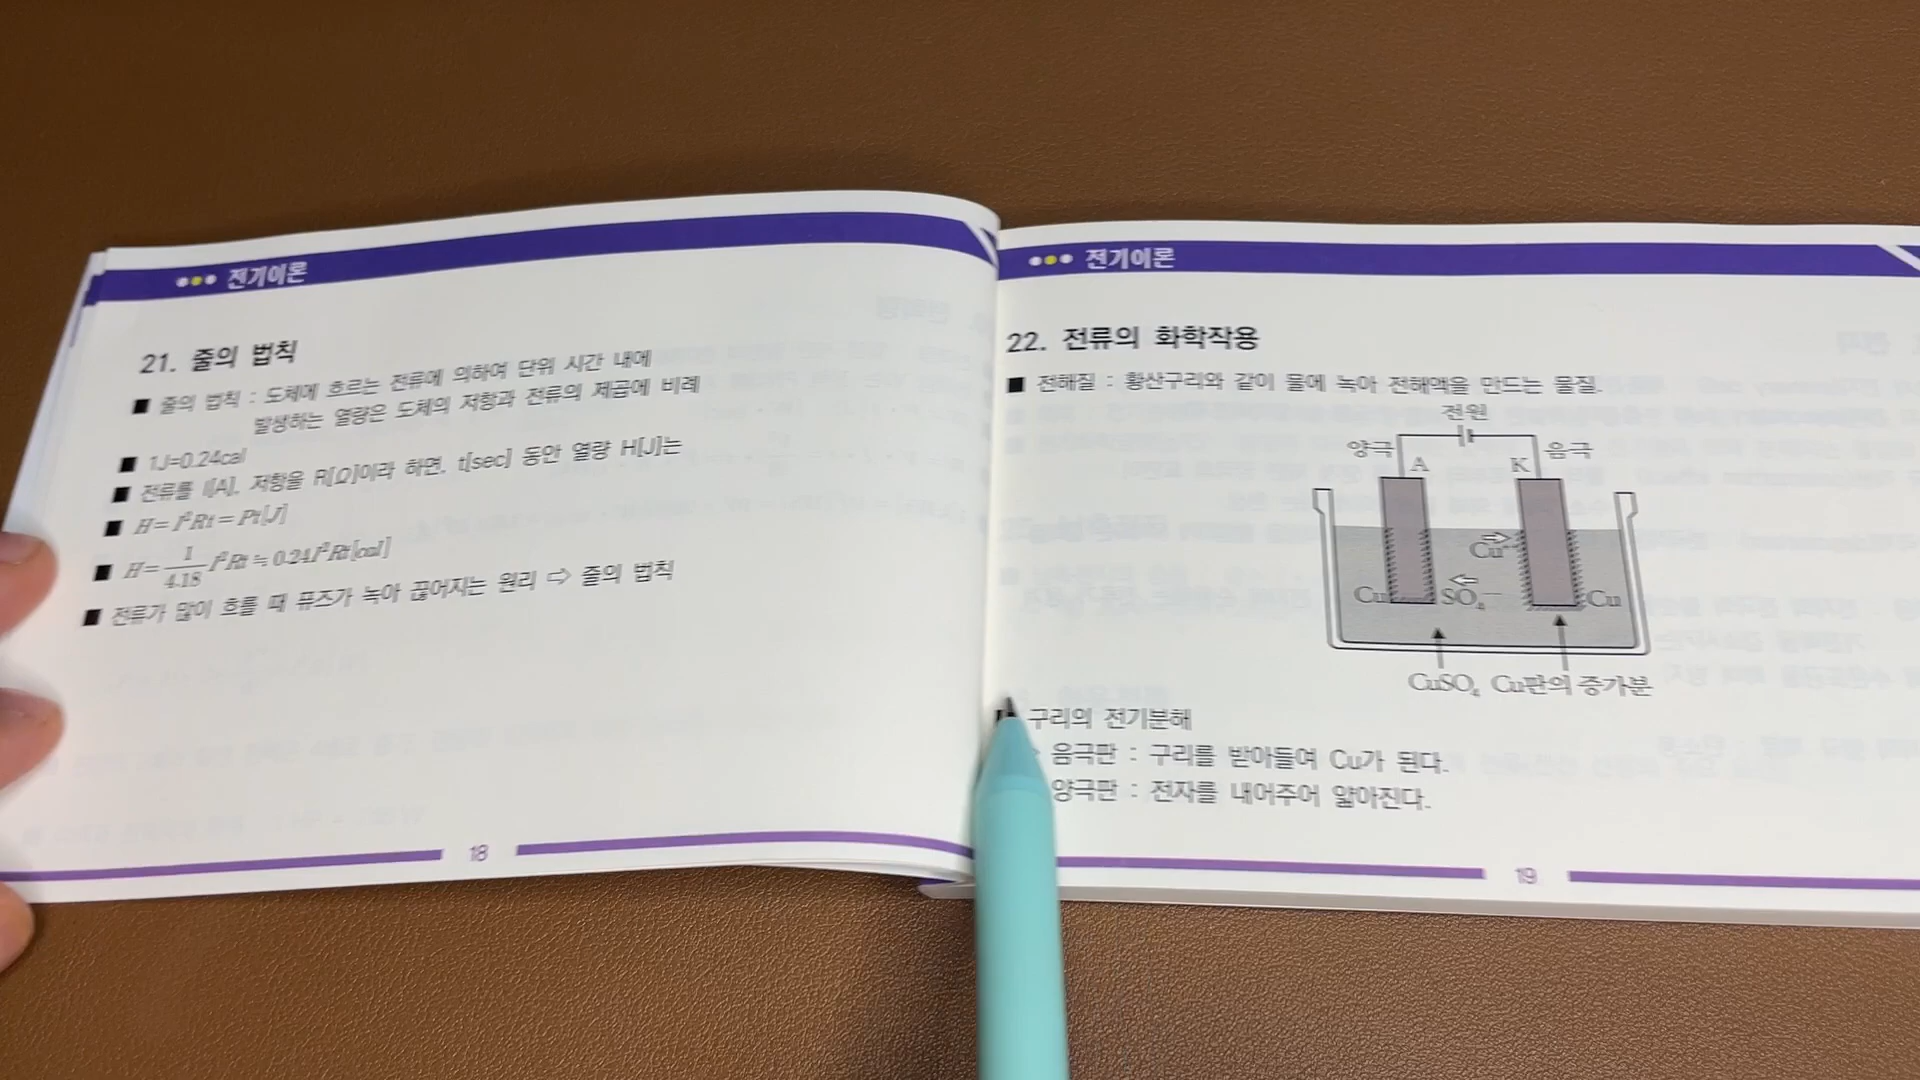 전기이론
21. 줄의 법칙
■ 줄의 법칙 : 도체에 흐르는 전류에 의하여 단위 시간 내에
발생하는 열량은 도체의 저항과 전류의 제곱에 비례
■ 1J=0.24cal
■ 전류를 I[A], 저항을 R[Ω]이라 하면, t[sec] 동안 열량 H[J]는
■ H=I²Rt=Pt[J]
■ H=1/4.18 I²Rt≒0.24I²Rt[cal]
■ 전류가 많이 흐를 때 퓨즈가 녹아 끊어지는 원리 ⇨ 줄의 법칙
18
전기이론
22. 전류의 화학작용
■ 전해질 : 황산구리와 같이 물에 녹아 전해액을 만드는 물질.
전원
양극 음극
A K
Cu
Cu SO₄⁻⁻ Cu
CuSO₄ Cu판의 증가분
구리의 전기분해
음극판 : 구리를 받아들여 Cu가 된다.
양극판 : 전자를 내어주어 얇아진다.
19